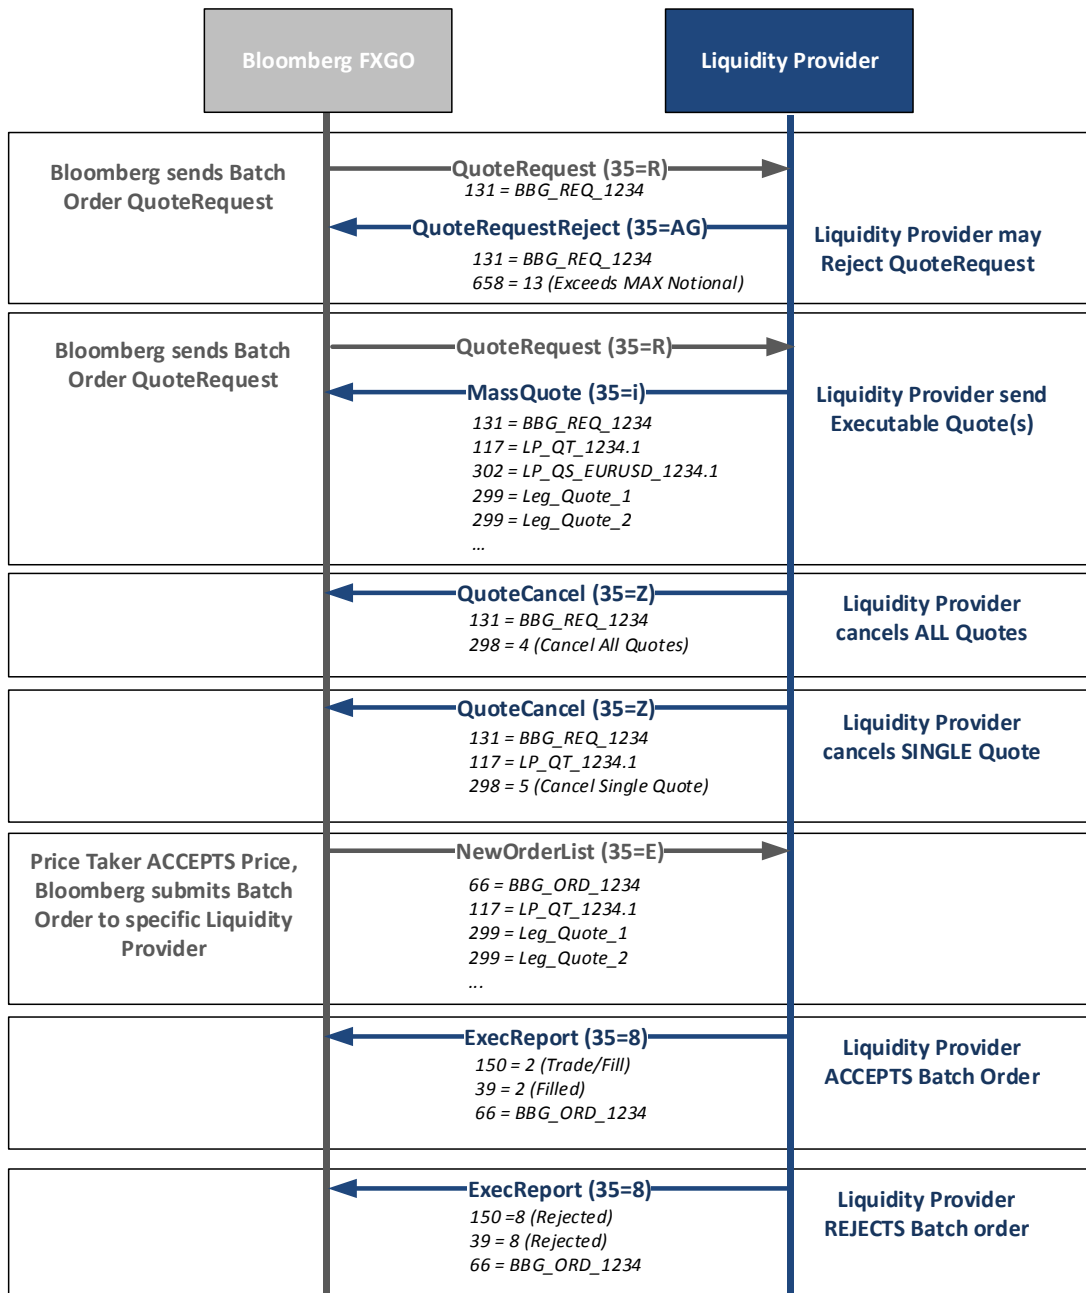 Bloomberg FXGO
Liquidity Provider
Bloomberg sends Batch
Order QuoteRequest
QuoteRequest (35=R)
131 = BBG_REQ_1234
QuoteRequestReject (35=AG)
131 = BBG_REQ_1234
658 = 13 (Exceeds MAX Notional)
Liquidity Provider may
Reject QuoteRequest
Bloomberg sends Batch
Order QuoteRequest
QuoteRequest (35=R)
MassQuote (35=i)
131 = BBG_REQ_1234
117 = LP_QT_1234.1
302 = LP_QS_EURUSD_1234.1
299 = Leg_Quote_1
299 = Leg_Quote_2
...
Liquidity Provider send
Executable Quote(s)
QuoteCancel (35=Z)
131 = BBG_REQ_1234
298 = 4 (Cancel All Quotes)
Liquidity Provider
cancels ALL Quotes
QuoteCancel (35=Z)
131 = BBG_REQ_1234
117 = LP_QT_1234.1
298 = 5 (Cancel Single Quote)
Liquidity Provider
cancels SINGLE Quote
Price Taker ACCEPTS Price,
Bloomberg submits Batch
Order to specific Liquidity
Provider
NewOrderList (35=E)
66 = BBG_ORD_1234
117 = LP_QT_1234.1
299 = Leg_Quote_1
299 = Leg_Quote_2
...
ExecReport (35=8)
150 = 2 (Trade/Fill)
39 = 2 (Filled)
66 = BBG_ORD_1234
Liquidity Provider
ACCEPTS Batch Order
ExecReport (35=8)
150 =8 (Rejected)
39 = 8 (Rejected)
66 = BBG_ORD_1234
Liquidity Provider
REJECTS Batch order